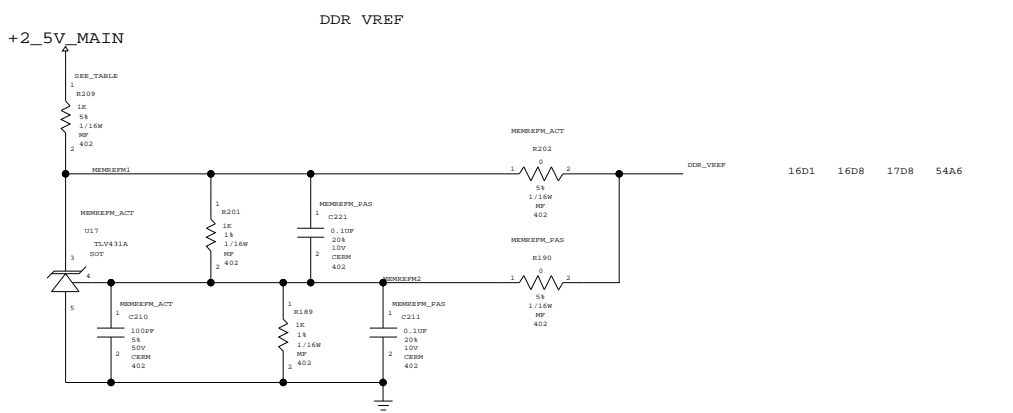 DDR VREF
+2_5V_MAIN
SEE_TABLE
1
R209
1K
5%
1/16W
MF
402
2
MEMREFM1
MEMREFM_ACT
R202
0
1
2
5%
1/16W
MF
402
DDR_VREF
16D1 16D8 17D8 54A6
MEMREFM_ACT
U17
TLV431A
SOT
3
4
5
1
R201
1K
1%
1/16W
MF
402
2
MEMREFM_PAS
1
C221
0.1UF
20%
10V
CERM
402
2
MEMREFM_PAS
R190
0
1
2
5%
1/16W
MF
402
MEMREFM2
MEMREFM_ACT
1
C210
100PF
5%
50V
CERM
402
2
1
R189
1K
1%
1/16W
MF
402
2
MEMREFM_PAS
1
C211
0.1UF
20%
10V
CERM
402
2